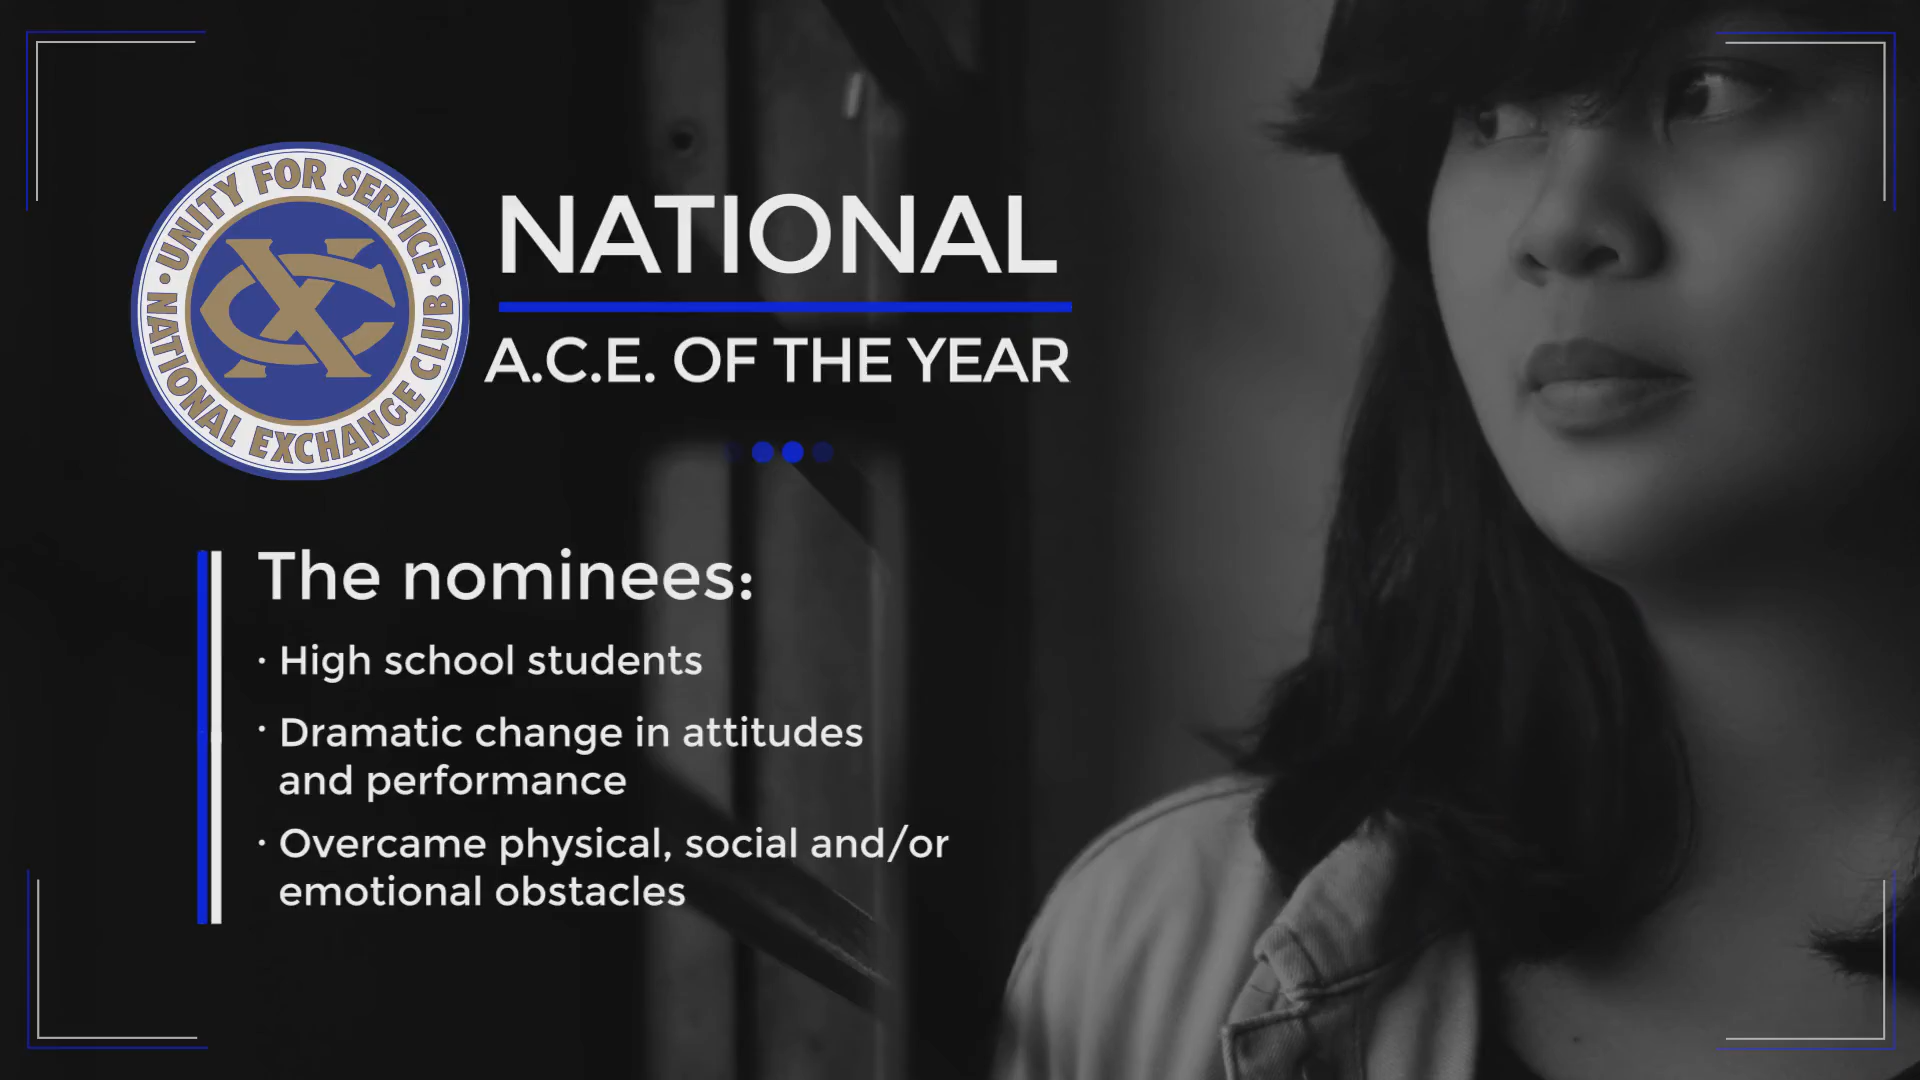 UNITY FOR SERVICE
NATIONAL EXCHANGE CLUB
XC
NATIONAL
A.C.E. OF THE YEAR
The nominees:
· High school students
· Dramatic change in attitudes
and performance
· Overcame physical, social and/or
emotional obstacles